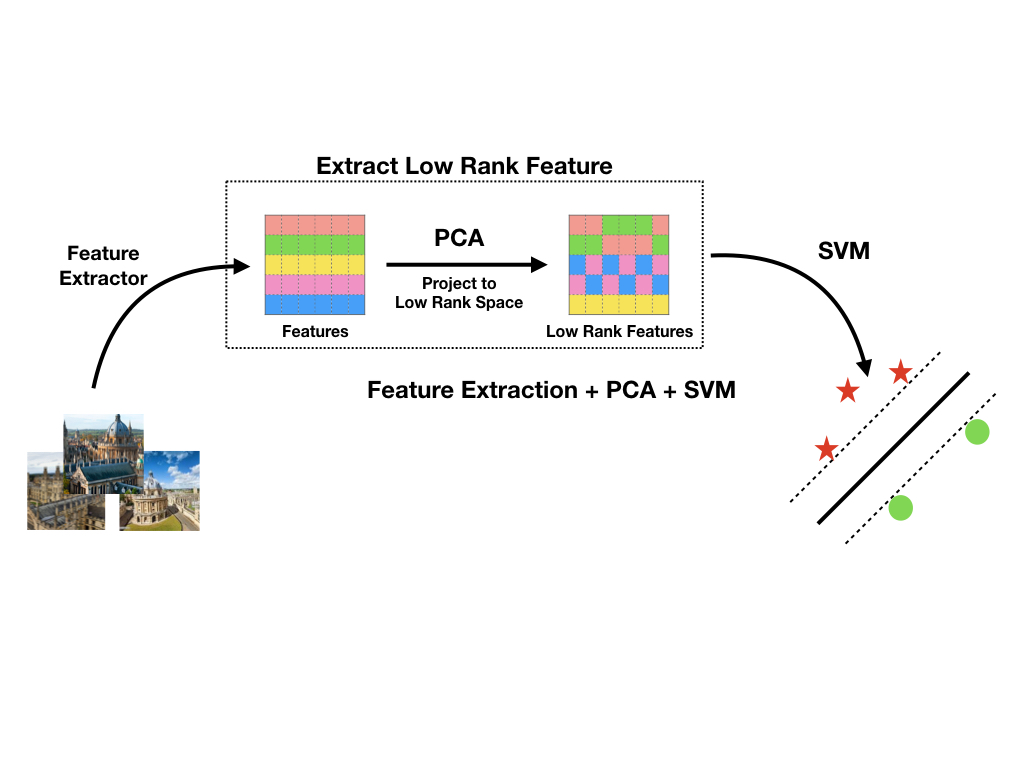 Extract Low Rank Feature
Feature
Extractor
PCA
Project to
Low Rank Space
Features
Low Rank Features
SVM
Feature Extraction + PCA + SVM